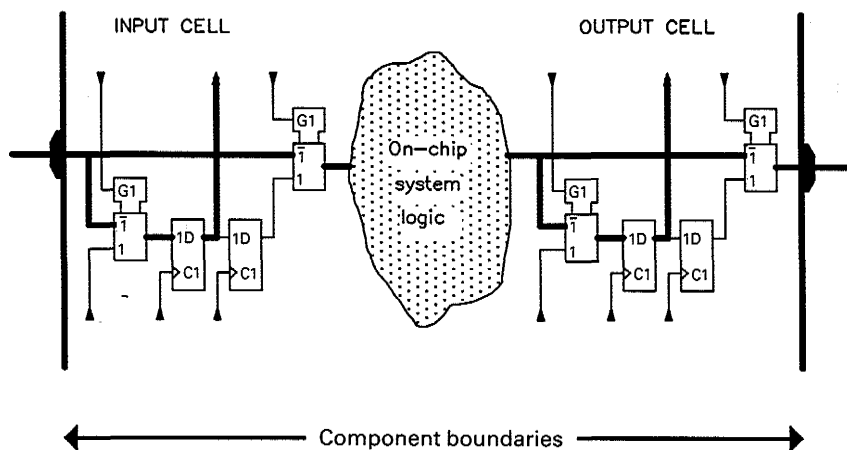 INPUT CELL
OUTPUT CELL
G1
G1
1̅
1
On-chip
system
logic
1̅
1
G1
G1
1̅
1
1D
1D
C1
C1
1̅
1
1D
1D
C1
C1
Component boundaries